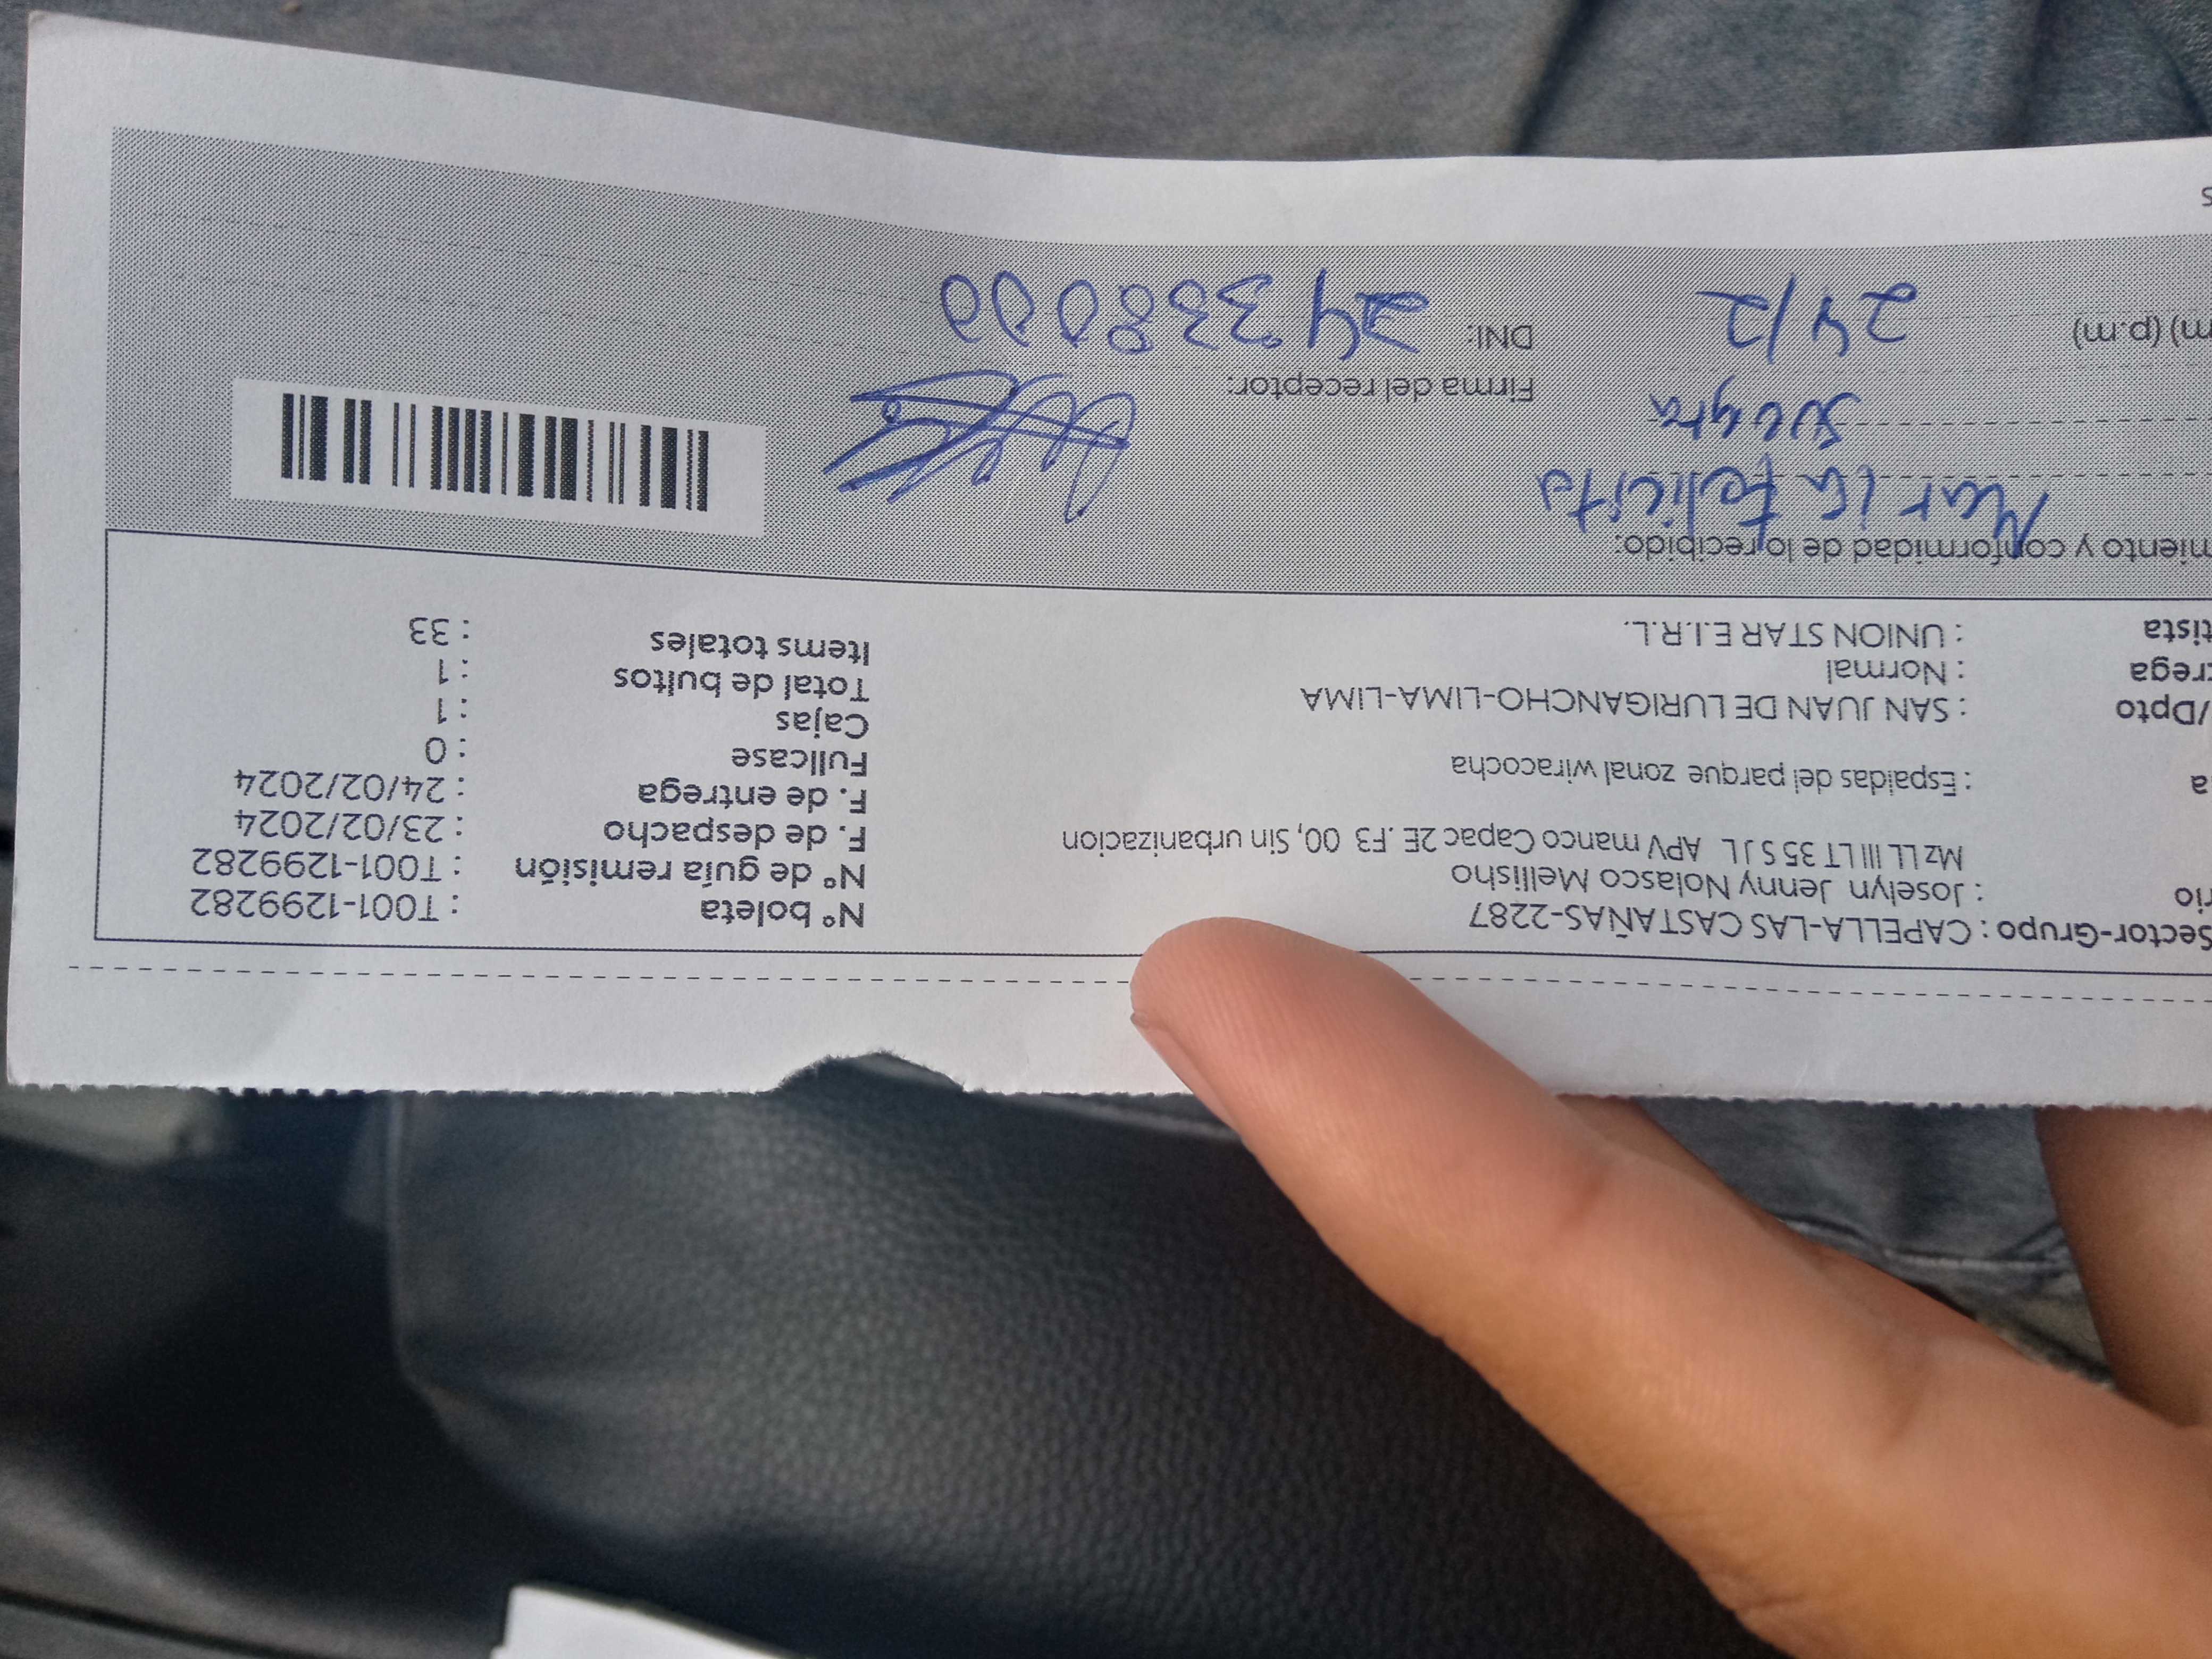 Sector-Grupo : CAPELLA-LAS CASTAÑAS-2287
rio : Joselyn Jenny Nolasco Mellisho
Mz LL III LT 35 S J L APV manco Capac 2E .F3 00, Sin urbanizacion
a : Espaldas del parque zonal wiracocha
/Dpto : SAN JUAN DE LURIGANCHO-LIMA-LIMA
trega : Normal
tista : UNION STAR E.I.R.L.
N° boleta : T001-1299282
N° de guía remisión : T001-1299282
F. de despacho : 23/02/2024
F. de entrega : 24/02/2024
Fullcase : 0
Cajas : 1
Total de bultos : 1
Items totales : 33
miento y conformidad de lo recibido:
Maria Felicita
suegra
Firma del receptor:
m) (p.m) 24/2
DNI:
s